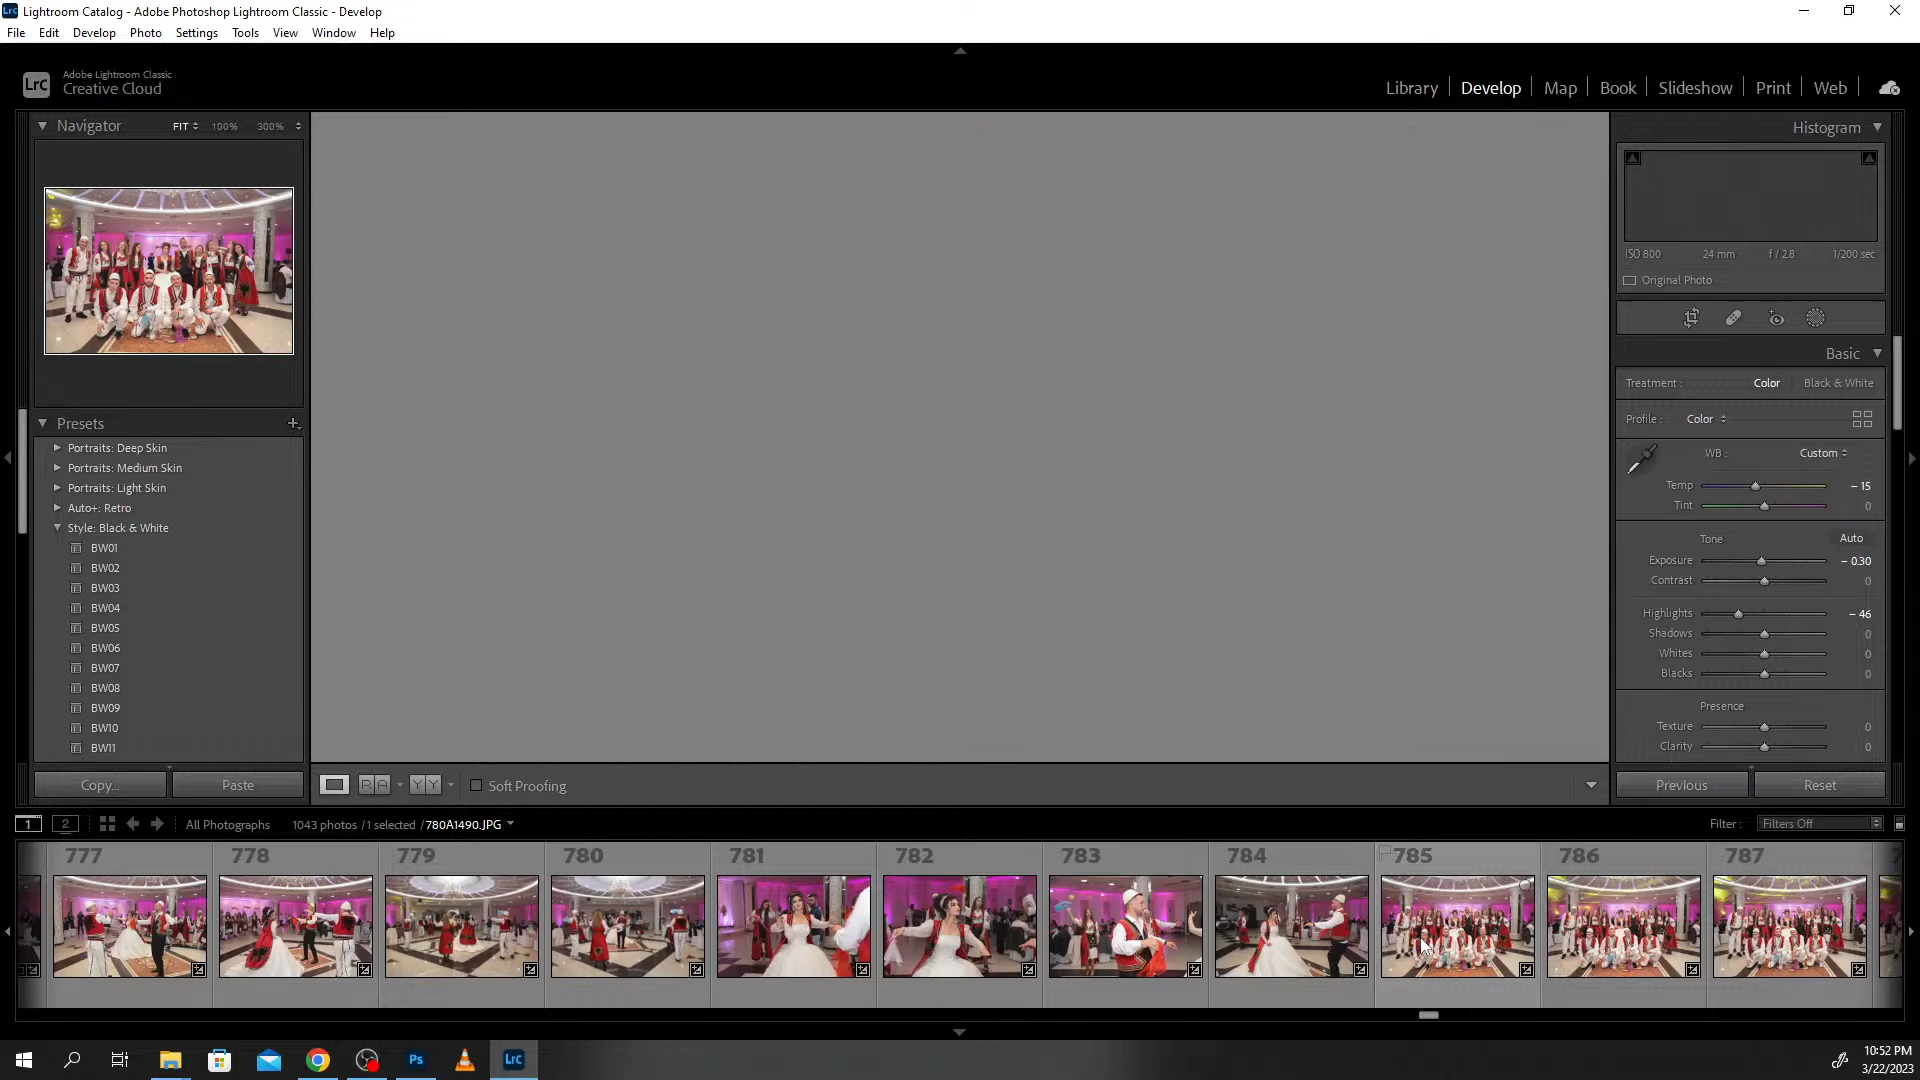 Lightroom Catalog - Adobe Photoshop Lightroom Classic - Develop
File Edit Develop Photo Settings Tools View Window Help
LrC
Adobe Lightroom Classic
Creative Cloud
Library Develop Map Book Slideshow Print Web
Navigator FIT 100% 300%
Histogram
ISO 800 24 mm f / 2.8 1/200 sec
Original Photo
Basic
Treatment : Color Black & White
Profile : Color
WB : Custom
Temp – 15
Tint 0
Tone Auto
Exposure – 0.30
Contrast 0
Highlights – 46
Shadows 0
Whites 0
Blacks 0
Presence
Texture 0
Clarity 0
Previous Reset
Presets
Portraits: Deep Skin
Portraits: Medium Skin
Portraits: Light Skin
Auto+: Retro
Style: Black & White
BW01
BW02
BW03
BW04
BW05
BW06
BW07
BW08
BW09
BW10
BW11
Copy... Paste
R A Y Y Soft Proofing
1 2 All Photographs 1043 photos / 1 selected / 780A1490.JPG Filter : Filters Off
777 778 779 780 781 782 783 784 785 786 787
Ps LrC
10:52 PM
3/22/2023